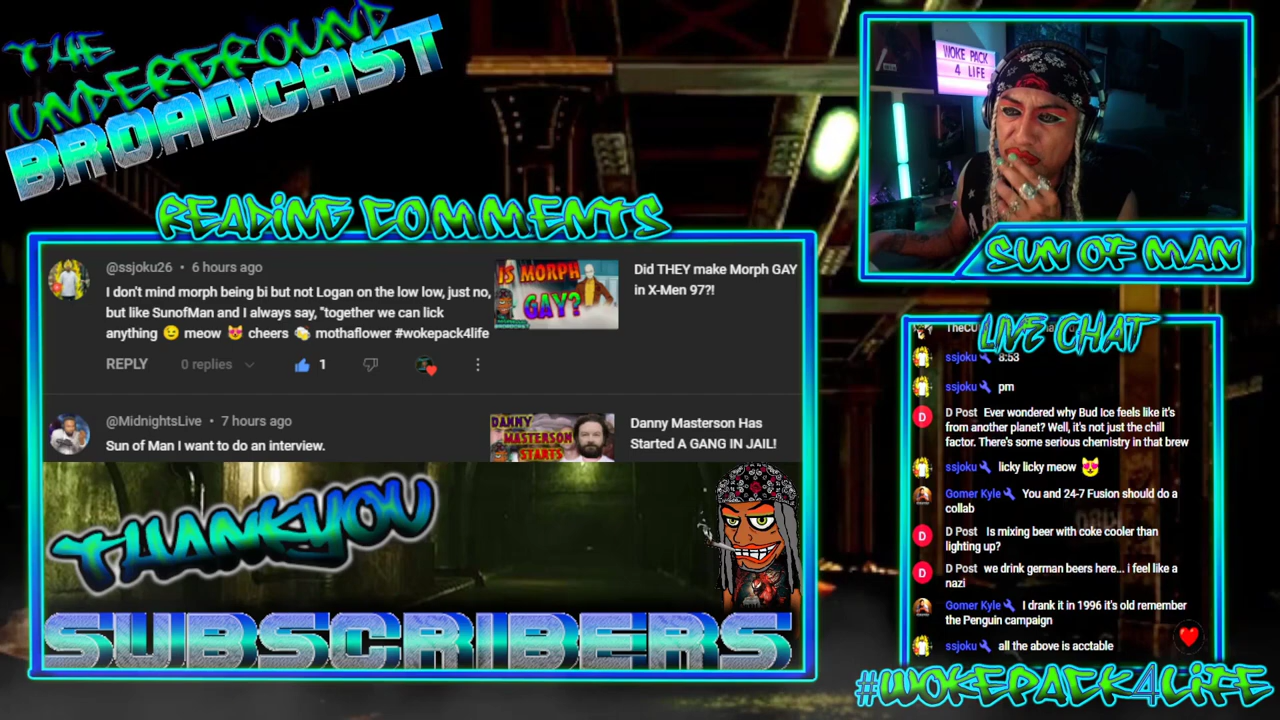 THE
UNDERGROUND
BROADCAST
WOKE PACK
4 LIFE
SUN OF MAN
READING COMMENTS
@ssjoku26 • 6 hours ago
I don't mind morph being bi but not Logan on the low low, just no,
but like SunofMan and I always say, "together we can lick
anything 😉 meow 😻 cheers 🍻 mothaflower #wokepack4life
REPLY 0 replies 1
IS MORPH
GAY?
Did THEY make Morph GAY
in X-Men 97?!
@MidnightsLive • 7 hours ago
Sun of Man I want to do an interview.
DANNY
MASTERSON
STARTS
Danny Masterson Has
Started A GANG IN JAIL!
THANKYOU
SUBSCRIBERS
LIVE CHAT
TheCU
ssjoku 8:53
ssjoku pm
D Post Ever wondered why Bud Ice feels like it's
from another planet? Well, it's not just the chill
factor. There's some serious chemistry in that brew
ssjoku licky licky meow 😻
Gomer Kyle You and 24-7 Fusion should do a
collab
D Post Is mixing beer with coke cooler than
lighting up?
D Post we drink german beers here... i feel like a
nazi
Gomer Kyle I drank it in 1996 it's old remember
the Penguin campaign
ssjoku all the above is acctable
#WOKEPACK4LIFE